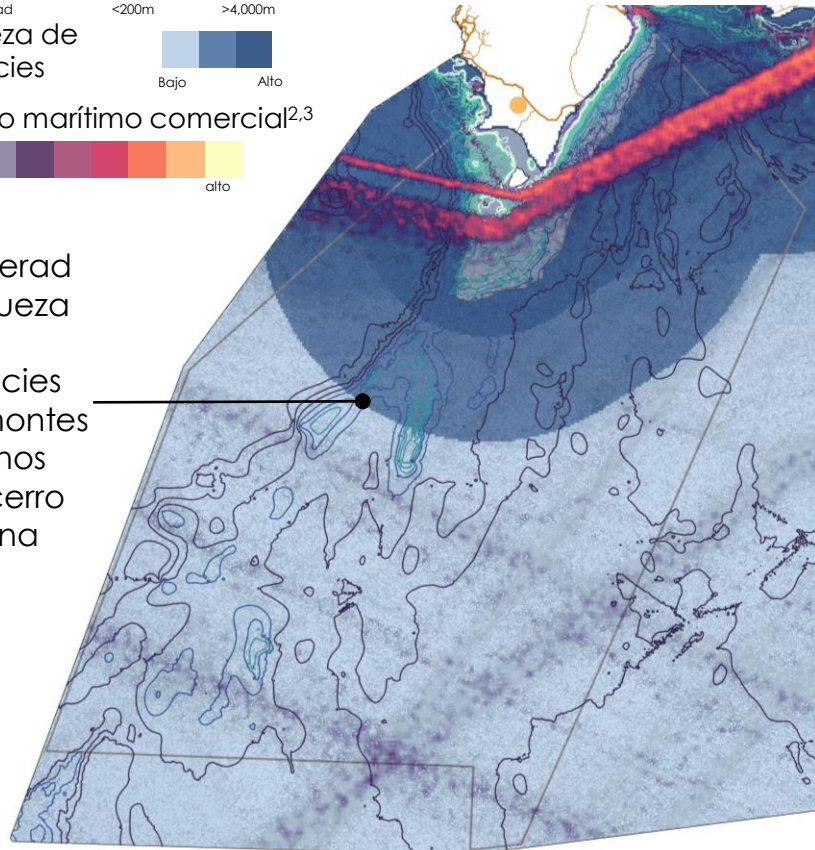 ad
<200m
>4,000m
eza de
cies
Bajo
Alto
o marítimo comercial2,3
alto
erad
ueza
cies
montes
nos
cerro
na